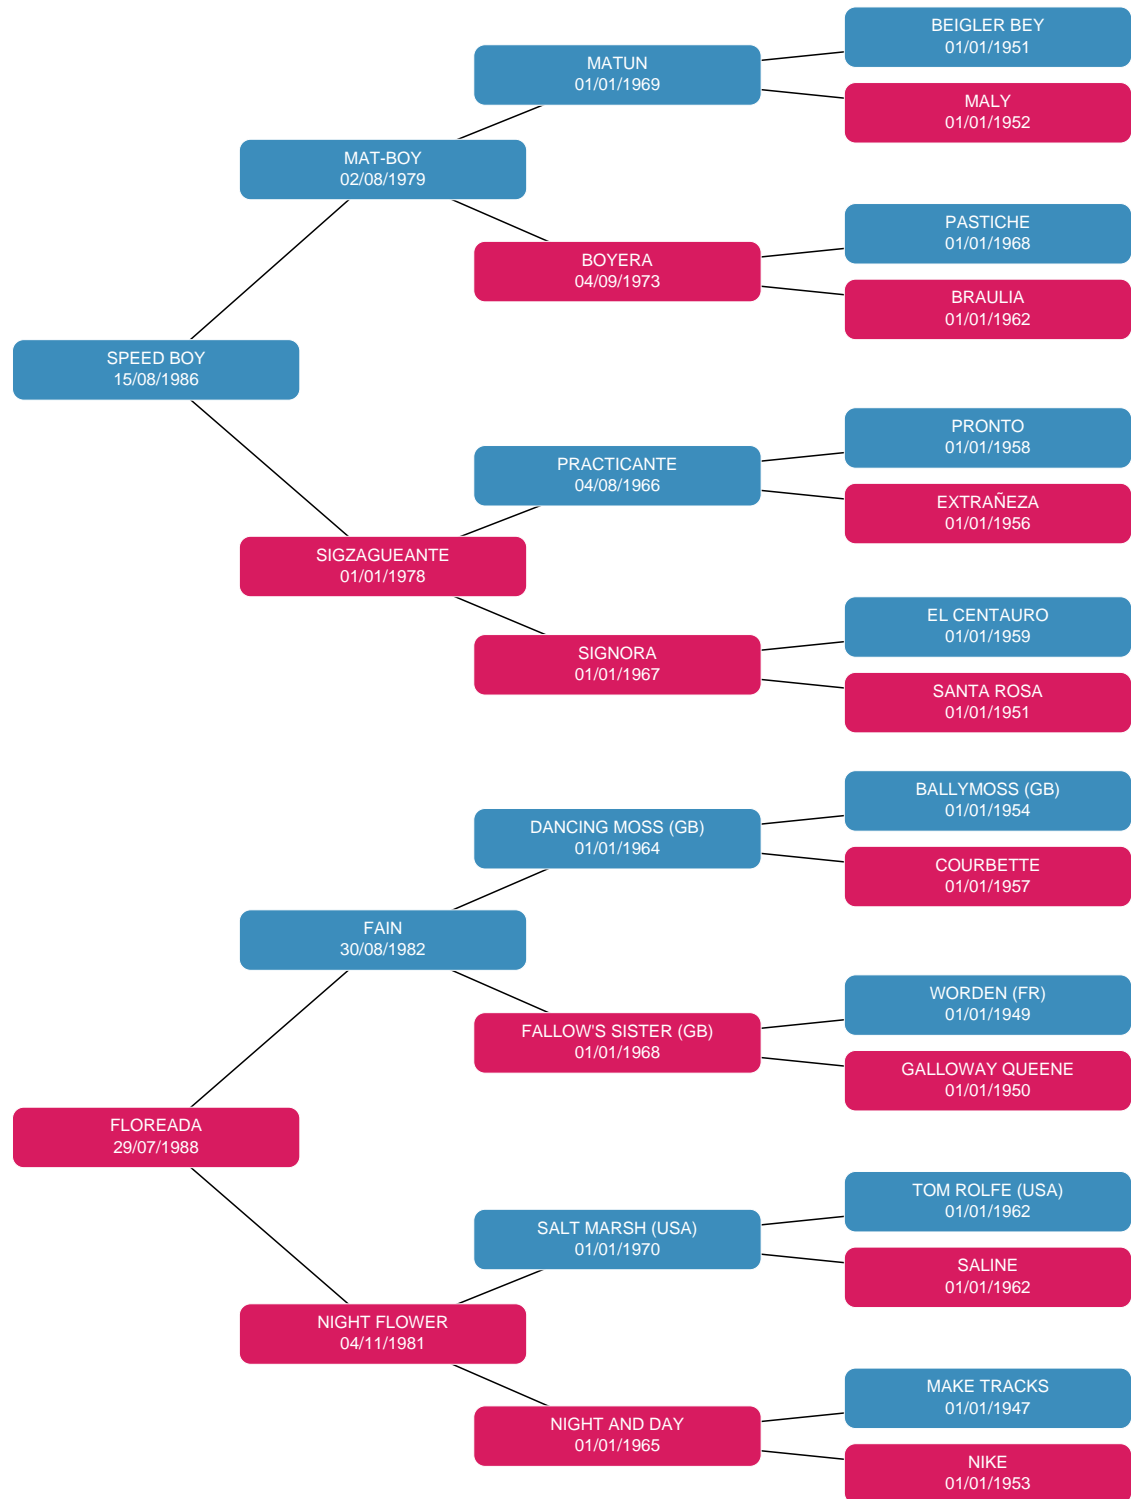 BEIGLER BEY
01/01/1951
MATUN
01/01/1969
MALY
01/01/1952
MAT-BOY
02/08/1979
PASTICHE
01/01/1968
BOYERA
04/09/1973
BRAULIA
01/01/1962
SPEED BOY
15/08/1986
PRONTO
01/01/1958
PRACTICANTE
04/08/1966
EXTRAÑEZA
01/01/1956
SIGZAGUEANTE
01/01/1978
EL CENTAURO
01/01/1959
SIGNORA
01/01/1967
SANTA ROSA
01/01/1951
BALLYMOSS (GB)
01/01/1954
DANCING MOSS (GB)
01/01/1964
COURBETTE
01/01/1957
FAIN
30/08/1982
WORDEN (FR)
01/01/1949
FALLOW'S SISTER (GB)
01/01/1968
GALLOWAY QUEENE
01/01/1950
FLOREADA
29/07/1988
TOM ROLFE (USA)
01/01/1962
SALT MARSH (USA)
01/01/1970
SALINE
01/01/1962
NIGHT FLOWER
04/11/1981
MAKE TRACKS
01/01/1947
NIGHT AND DAY
01/01/1965
NIKE
01/01/1953